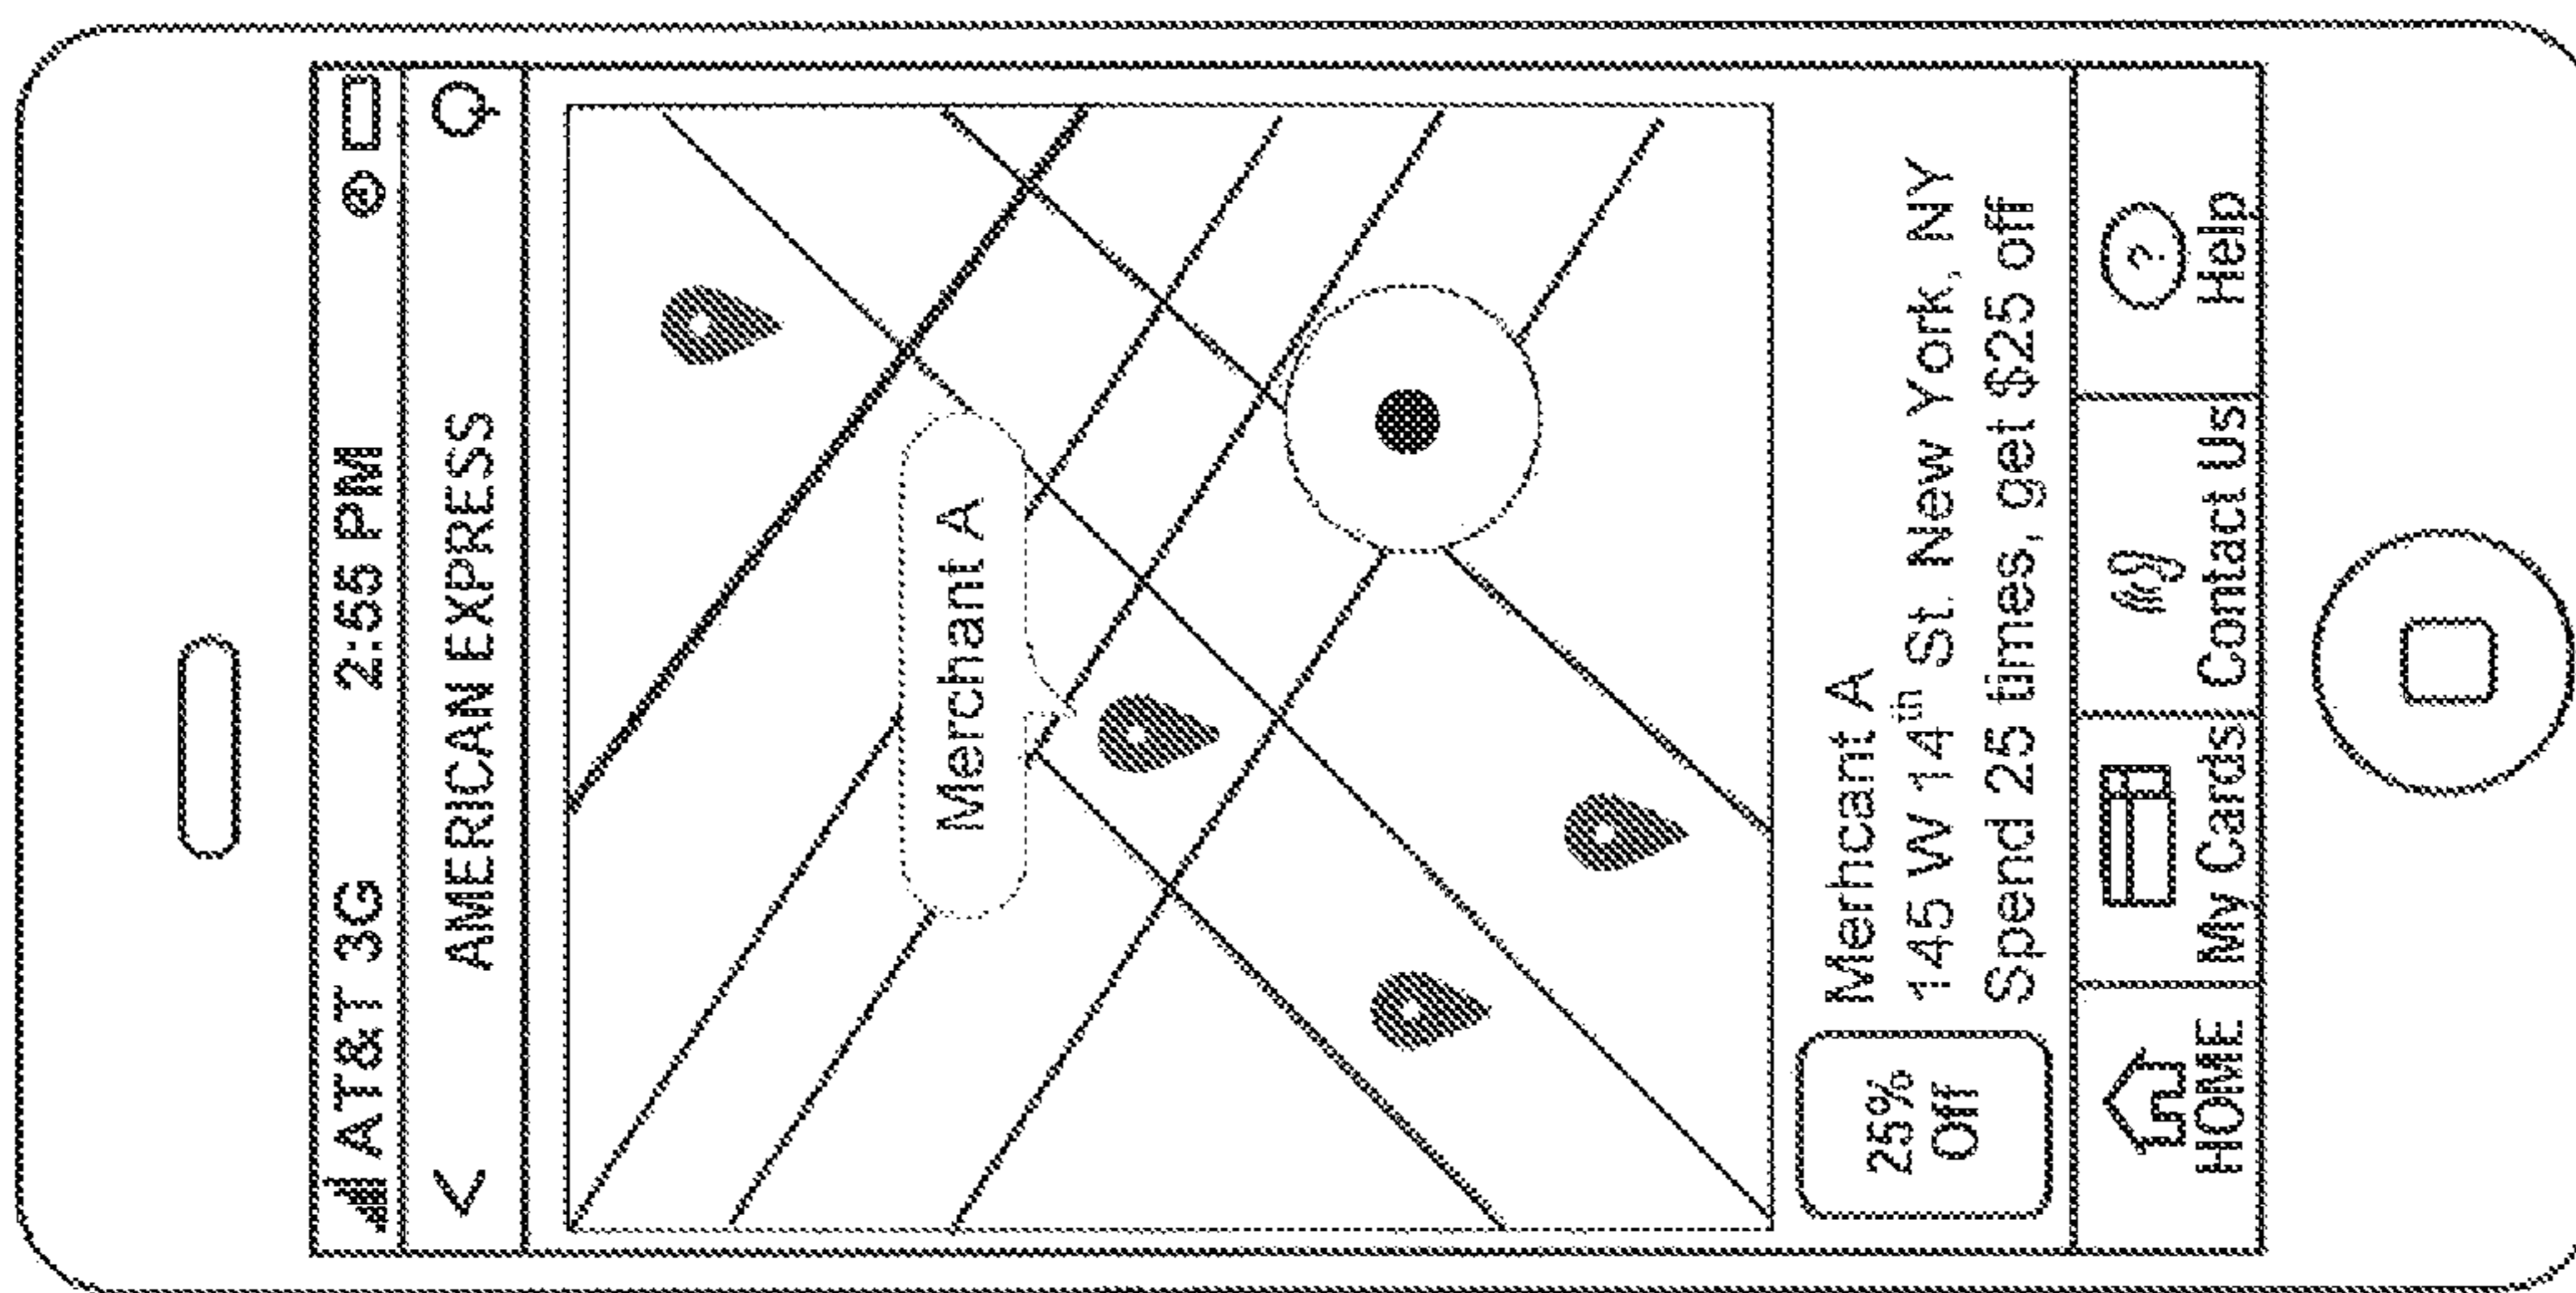 AT&T 3G 2:55 PM
< AMERICAN EXPRESS
Merchant A
25%
Off
Merhcant A
145 W 14th St. New York, NY
Spend 25 times, get $25 off
HOME
My Cards
Contact Us
?
Help